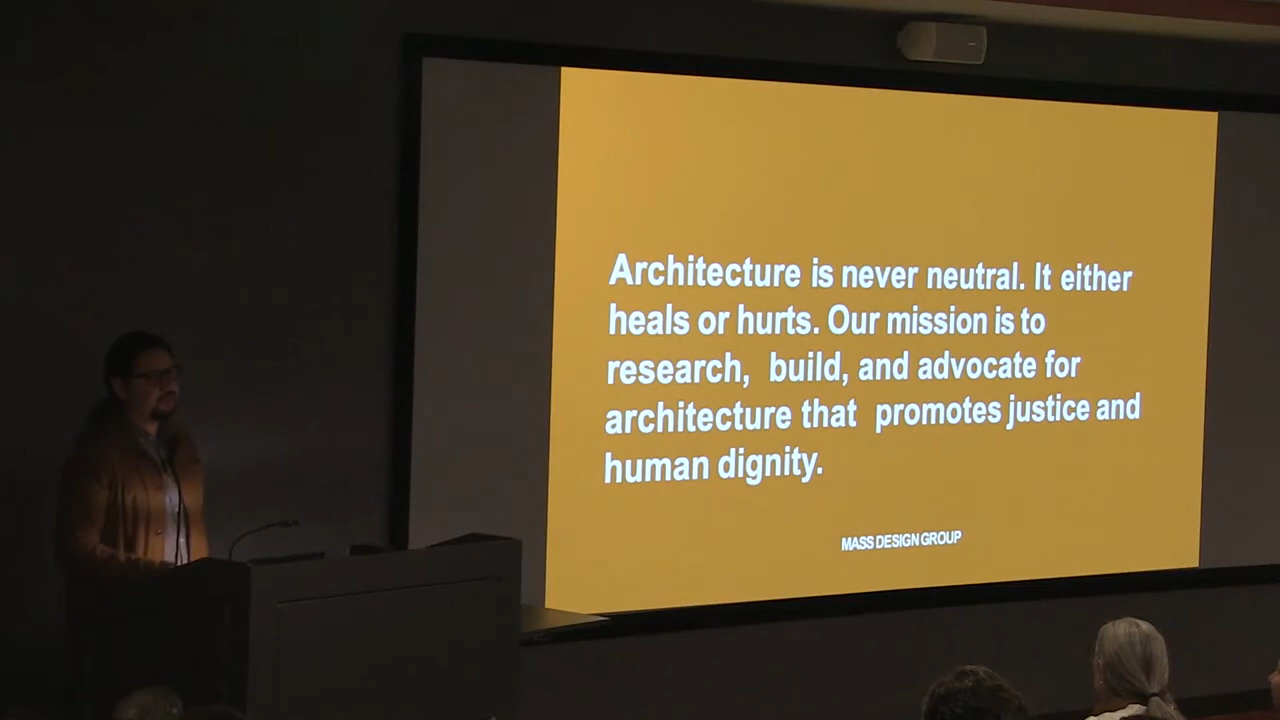 Architecture is never neutral. It either
heals or hurts. Our mission is to
research, build, and advocate for
architecture that promotes justice and
human dignity.
MASS DESIGN GROUP